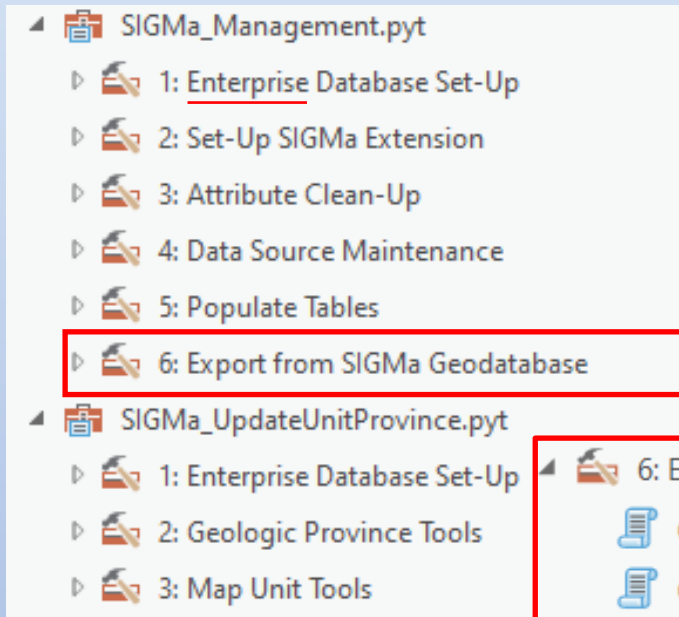 SIGMa_Management.pyt
1: Enterprise Database Set-Up
2: Set-Up SIGMa Extension
3: Attribute Clean-Up
4: Data Source Maintenance
5: Populate Tables
6: Export from SIGMa Geodatabase
SIGMa_UpdateUnitProvince.pyt
1: Enterprise Database Set-Up
6: E
2: Geologic Province Tools
3: Map Unit Tools